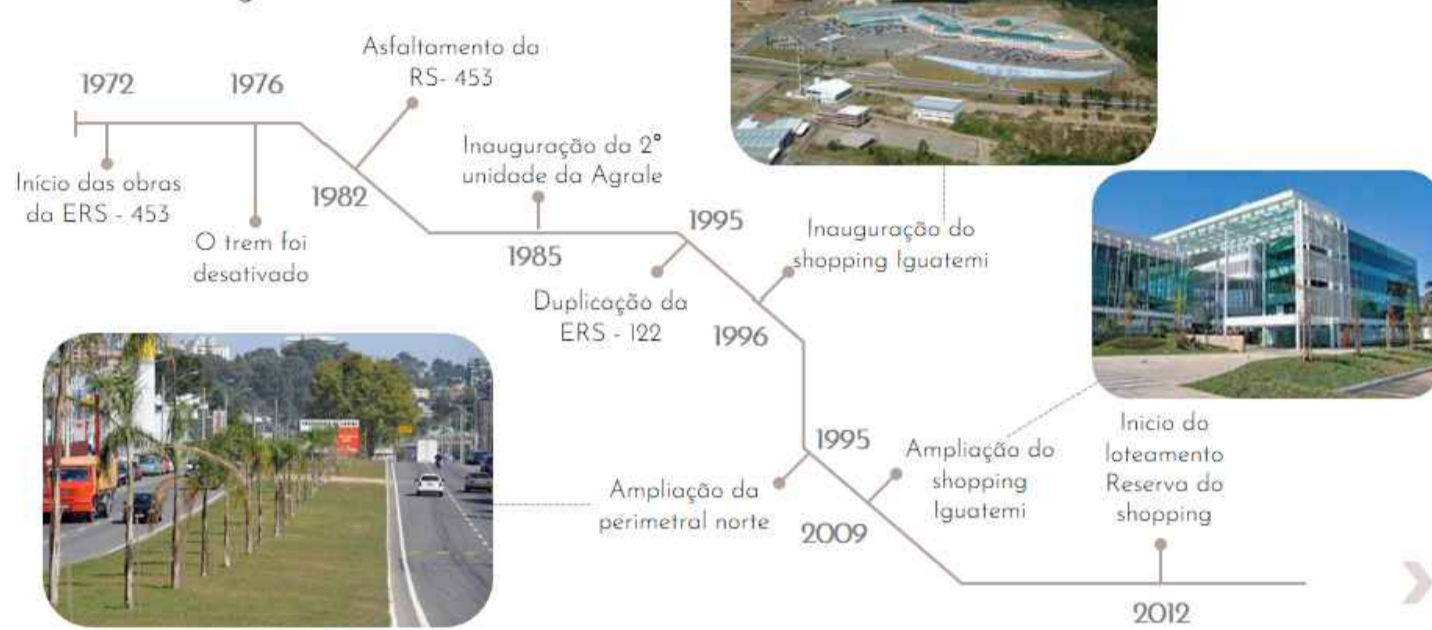 1972
Início das obras
da ERS - 453
1976
O trem foi
desativado
Asfaltamento da
RS- 453
1982
Inauguração da 2°
unidade da Agrale
1985
1995
Duplicação da
ERS - 122
Inauguração do
shopping Iguatemi
1996
1995
Ampliação da
perimetral norte
Ampliação do
shopping
Iguatemi
2009
Inicio do
loteamento
Reserva do
shopping
2012